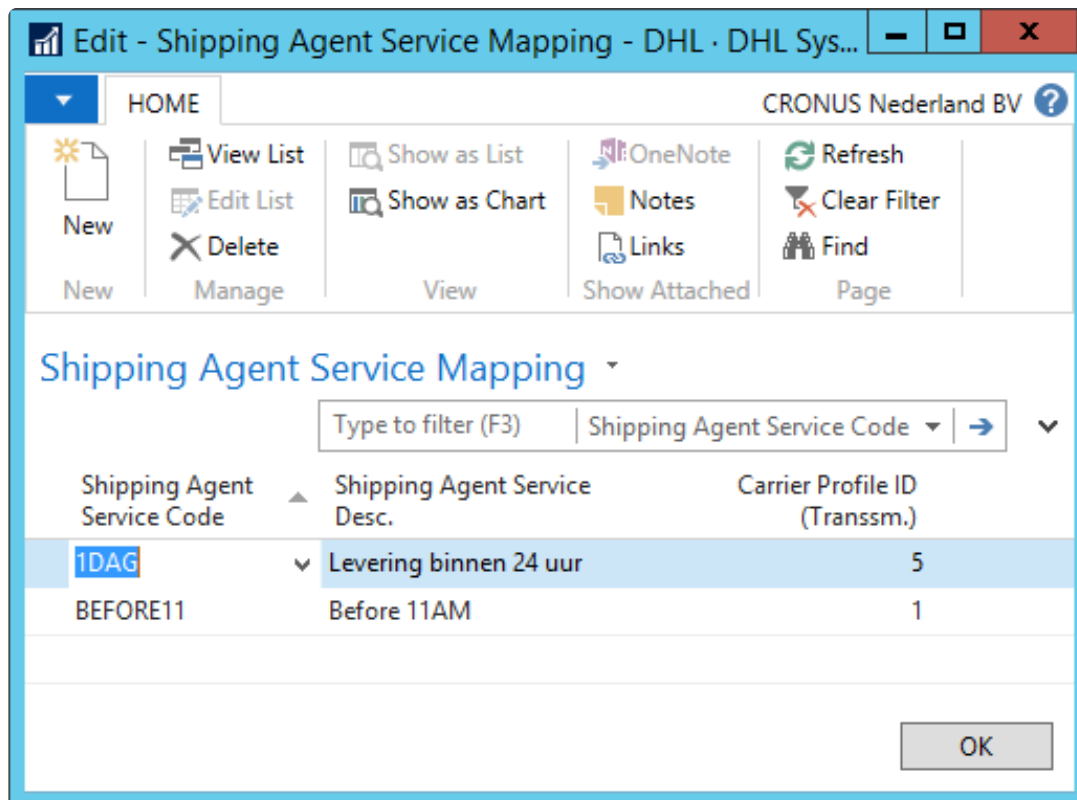 Edit - Shipping Agent Service Mapping - DHL · DHL Sys...
HOME
CRONUS Nederland BV
New
View List
Edit List
Delete
Show as List
Show as Chart
OneNote
Notes
Links
Refresh
Clear Filter
Find
New
Manage
View
Show Attached
Page
Shipping Agent Service Mapping
Type to filter (F3)
Shipping Agent Service Code
Shipping Agent
Service Code
Shipping Agent Service
Desc.
Carrier Profile ID
(Transsm.)
1DAG
Levering binnen 24 uur
5
BEFORE11
Before 11AM
1
OK